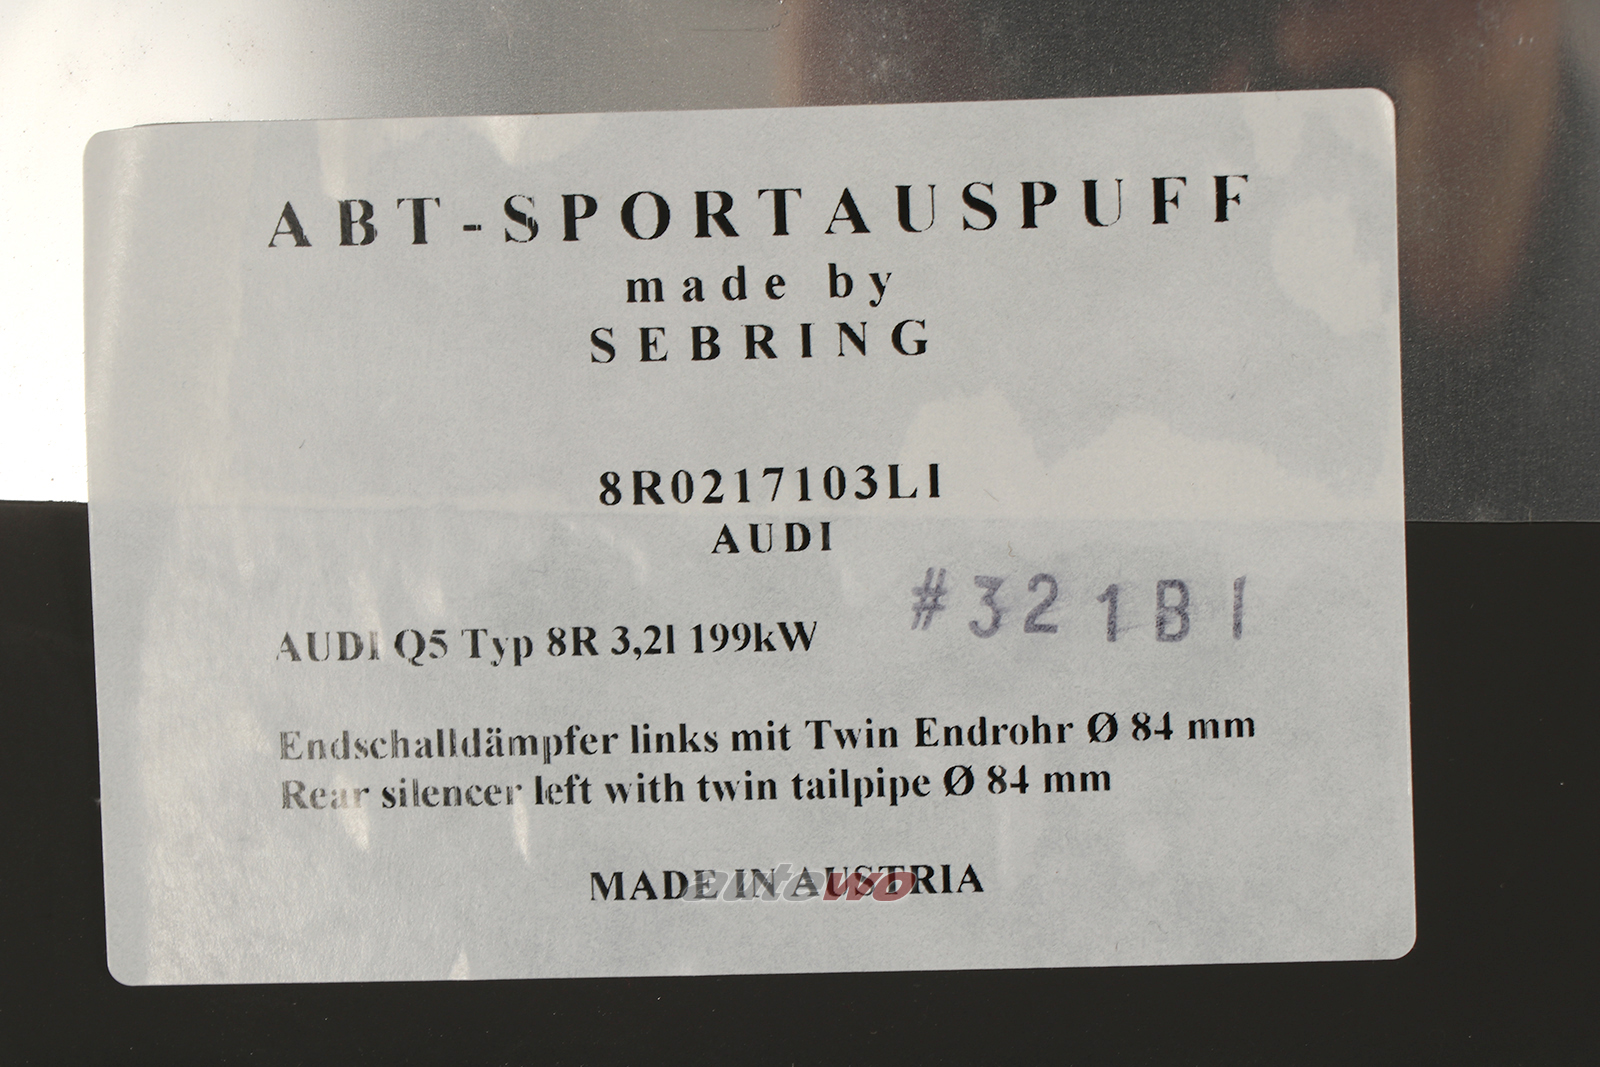 ABT-SPORTAUSPUFF
made by
SEBRING
8R0217103LI
AUDI
#321BI
AUDI Q5 Typ 8R 3,2l 199kW
Endschalldämpfer links mit Twin Endrohr Ø 84 mm
Rear silencer left with twin tailpipe Ø 84 mm
MADE IN AUSTRIA
autowo